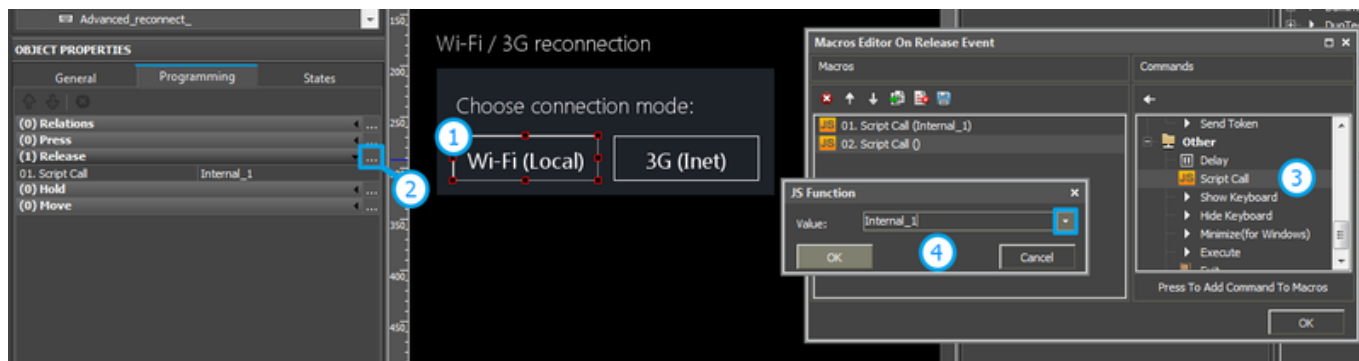 Advanced_reconnect_
OBJECT PROPERTIES
General Programming States
(0) Relations ...
(0) Press ...
(1) Release ...
01. Script Call Internal_1
(0) Hold ...
(0) Move ...
2
150
200
250
350
400
450
Wi-Fi / 3G reconnection
Choose connection mode:
1
Wi-Fi (Local) 3G (Inet)
Macros Editor On Release Event
Macros
JS 01. Script Call (Internal_1)
JS 02. Script Call ()
JS Function
Value: Internal_1
OK 4 Cancel
Commands
Send Token
Other
Delay
JS Script Call 3
Show Keyboard
Hide Keyboard
Minimize(for Windows)
Execute
Press To Add Command To Macros
OK